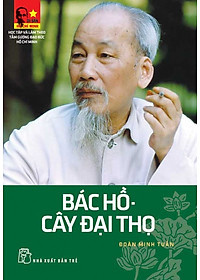 HỌC TẬP VÀ LÀM THEO
TẤM GƯƠNG ĐẠO ĐỨC
HỒ CHÍ MINH
BÁC HỒ-
CÂY ĐẠI THỌ
ĐOÀN MINH TUẤN
NHÀ XUẤT BẢN TRẺ